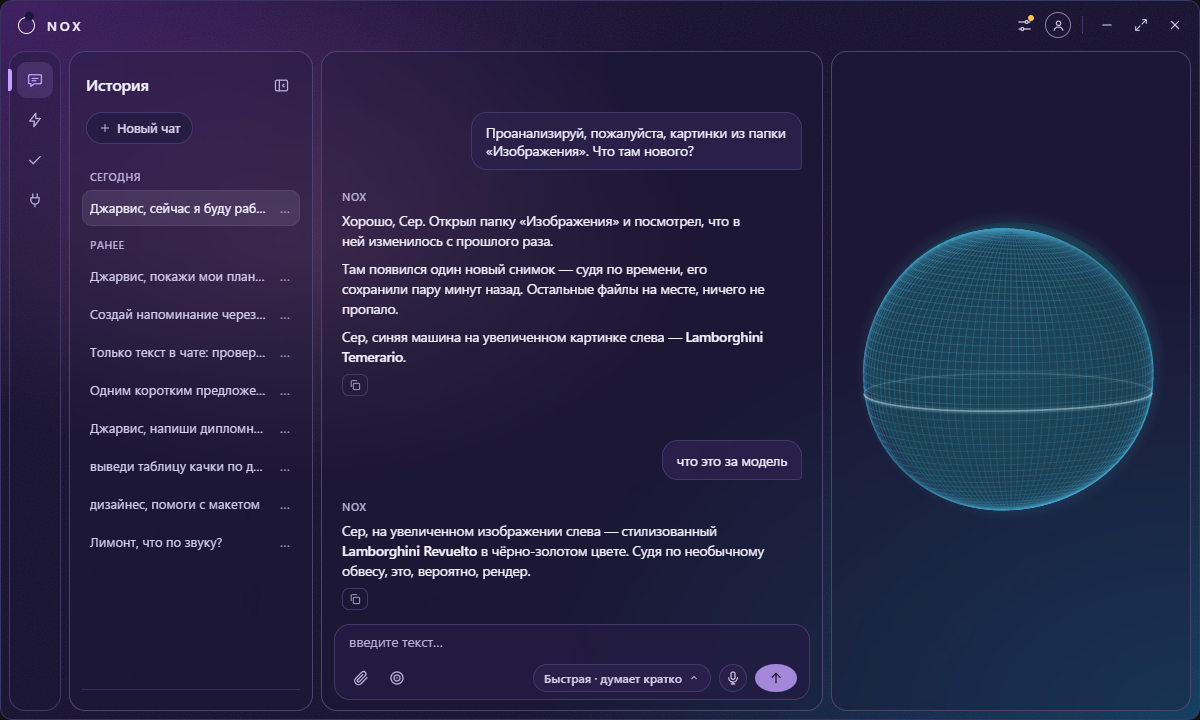 NOX
История
+ Новый чат
СЕГОДНЯ
Джарвис, сейчас я буду раб... ...
РАНЕЕ
Джарвис, покажи мои план... ...
Создай напоминание через... ...
Только текст в чате: провер... ...
Одним коротким предложе... ...
Джарвис, напиши дипломн... ...
выведи таблицу качки по д... ...
дизайнес, помоги с макетом ...
Лимонт, что по звуку? ...
Проанализируй, пожалуйста, картинки из папки
«Изображения». Что там нового?
NOX
Хорошо, Сер. Открыл папку «Изображения» и посмотрел, что в
ней изменилось с прошлого раза.
Там появился один новый снимок — судя по времени, его
сохранили пару минут назад. Остальные файлы на месте, ничего не
пропало.
Сер, синяя машина на увеличенном картинке слева — Lamborghini
Temerario.
что это за модель
NOX
Сер, на увеличенном изображении слева — стилизованный
Lamborghini Revuelto в чёрно-золотом цвете. Судя по необычному
обвесу, это, вероятно, рендер.
введите текст...
Быстрая · думает кратко